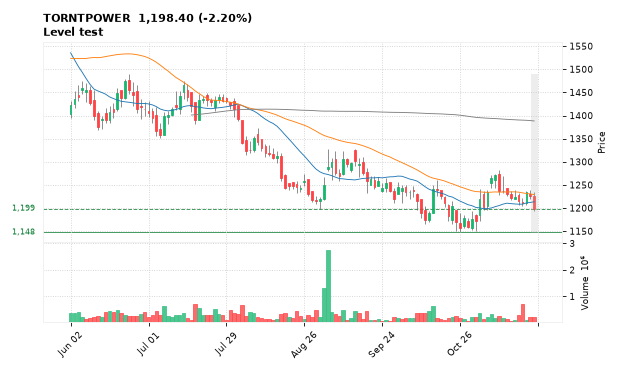 TORNTPOWER 1,198.40 (-2.20%)
Level test
1550
1500
1450
1400
1350
1300
1250
1200
1150
Price
1,199
1,148
3
2
1
Volume 10⁶
Jun 02
Jul 01
Jul 29
Aug 26
Sep 24
Oct 26